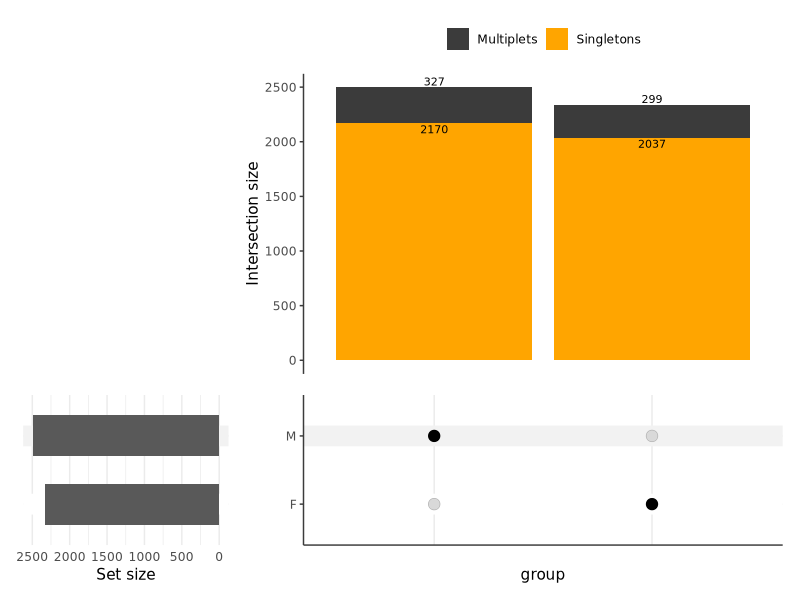 Multiplets Singletons
327
299
2170
2037
2500
2000
1500
1000
500
0
Intersection size
M
F
2500 2000 1500 1000 500 0
Set size
group